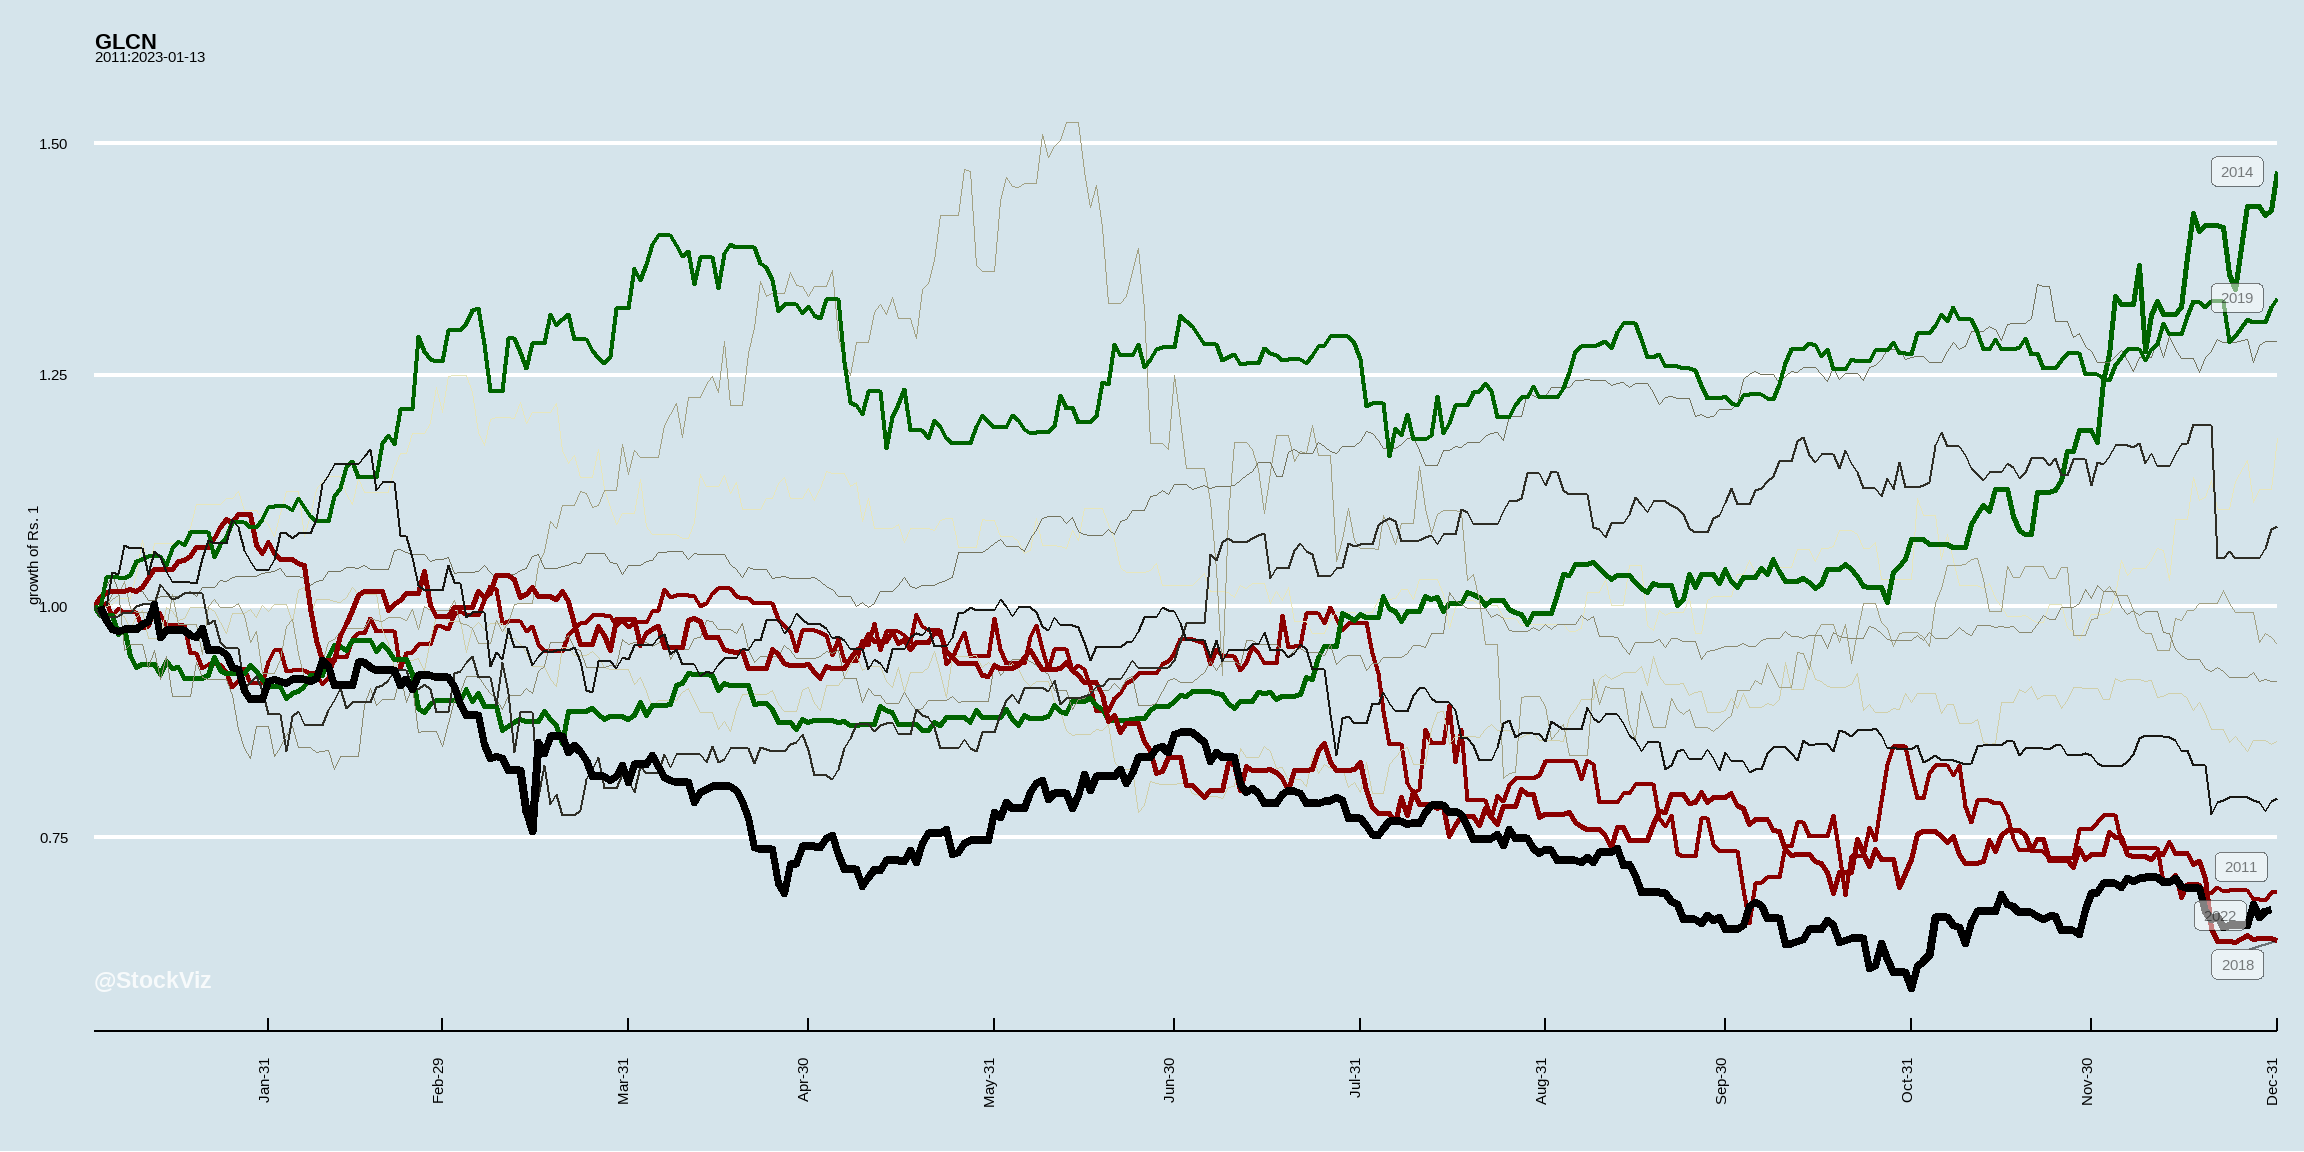 GLCN
2011:2023-01-13
growth of Rs. 1
1.50
1.25
1.00
0.75
2014
2019
2011
2022
2018
@StockViz
Jan-31
Feb-29
Mar-31
Apr-30
May-31
Jun-30
Jul-31
Aug-31
Sep-30
Oct-31
Nov-30
Dec-31